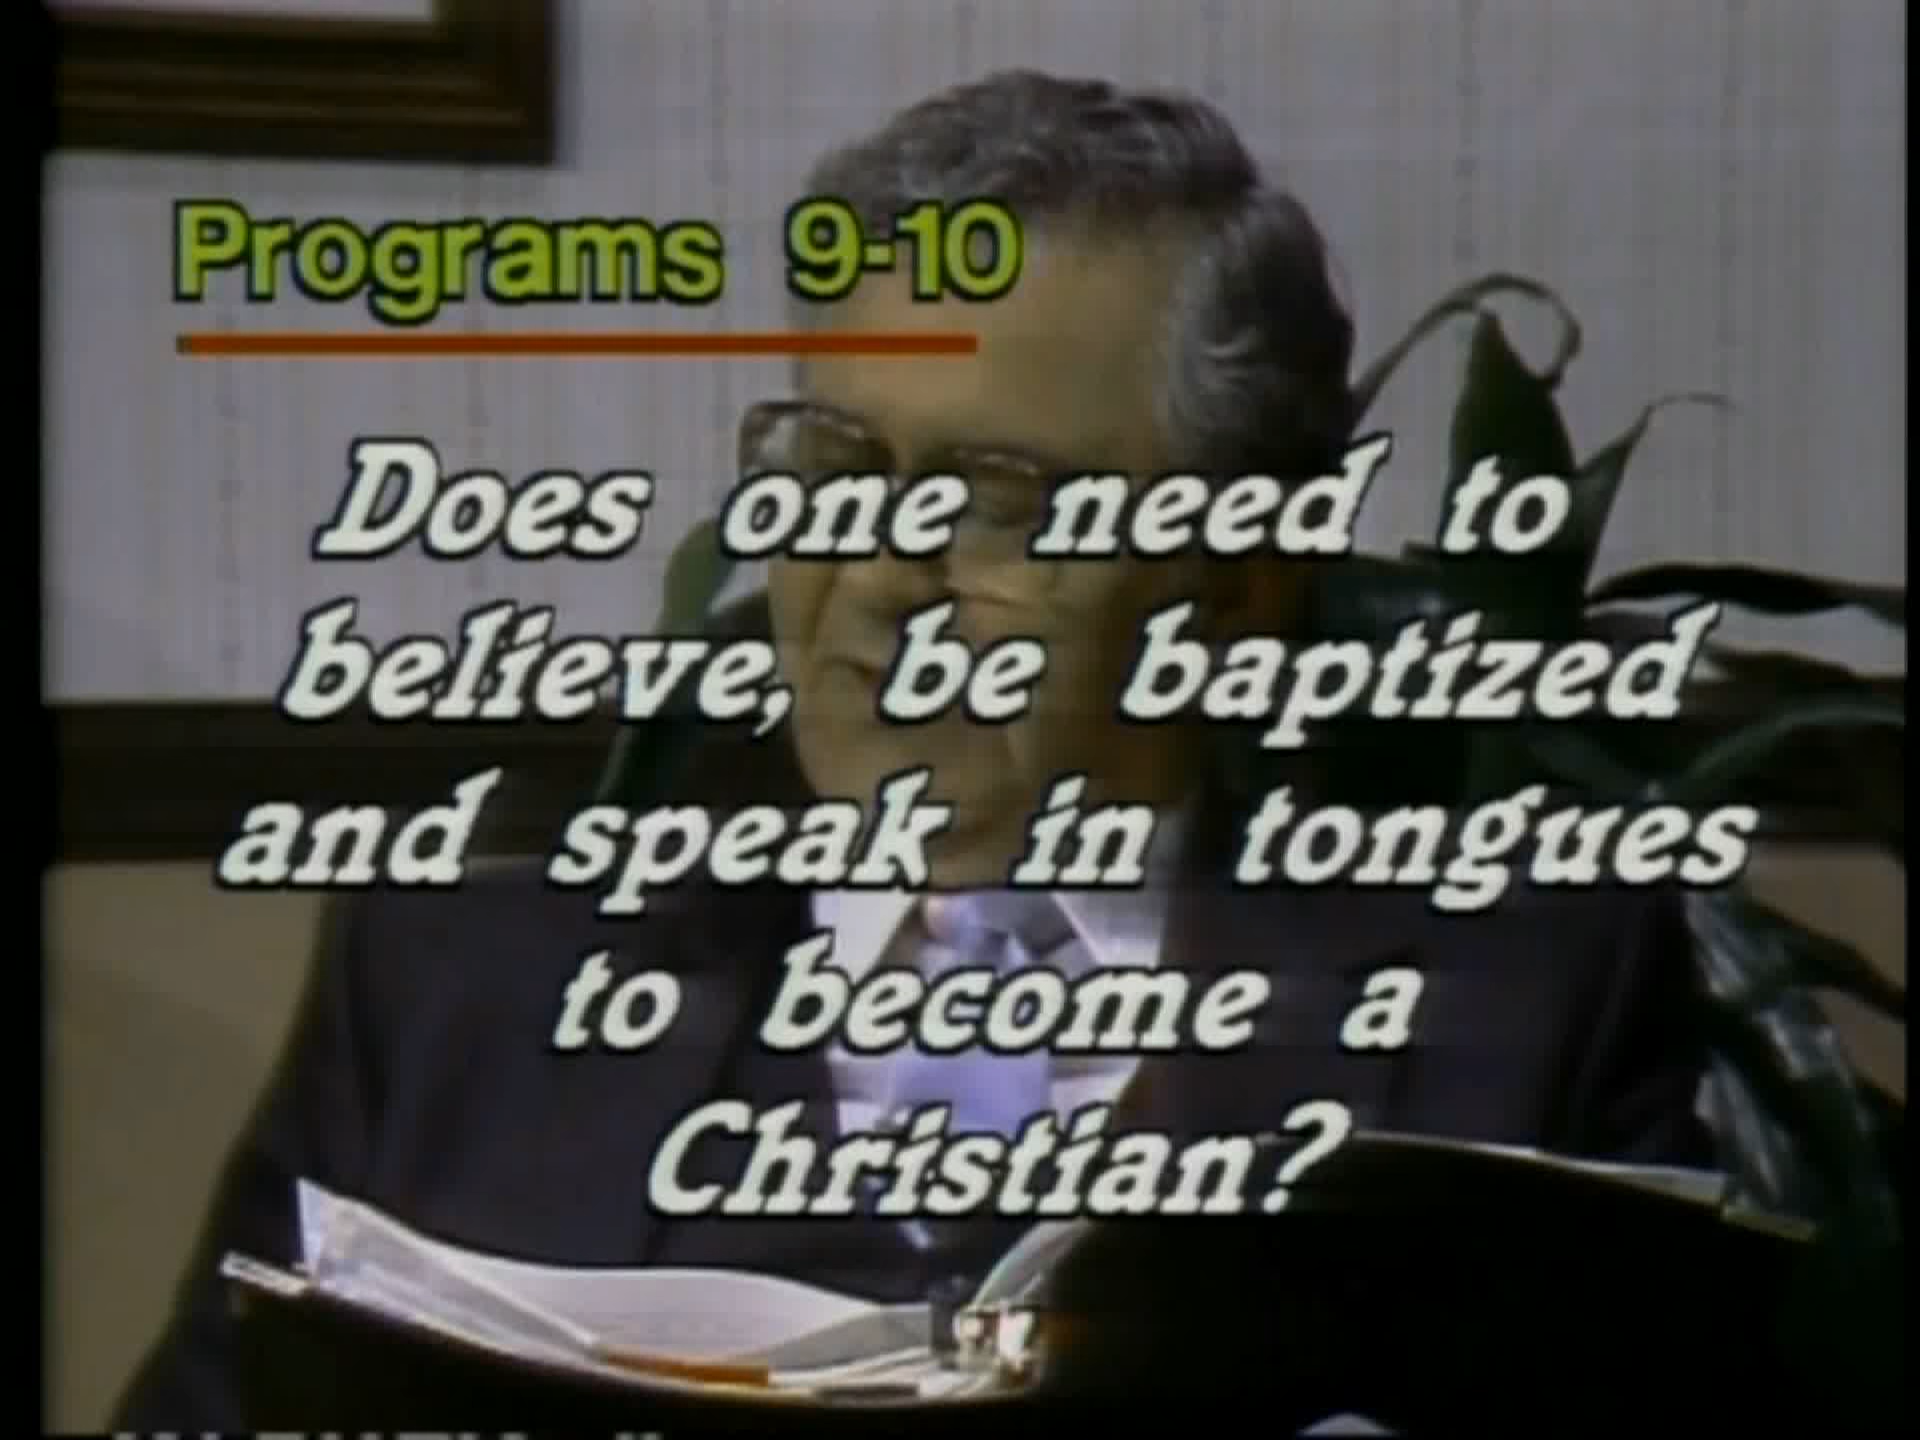 Programs 9-10
Does one need to
believe, be baptized
and speak in tongues
to become a
Christian?